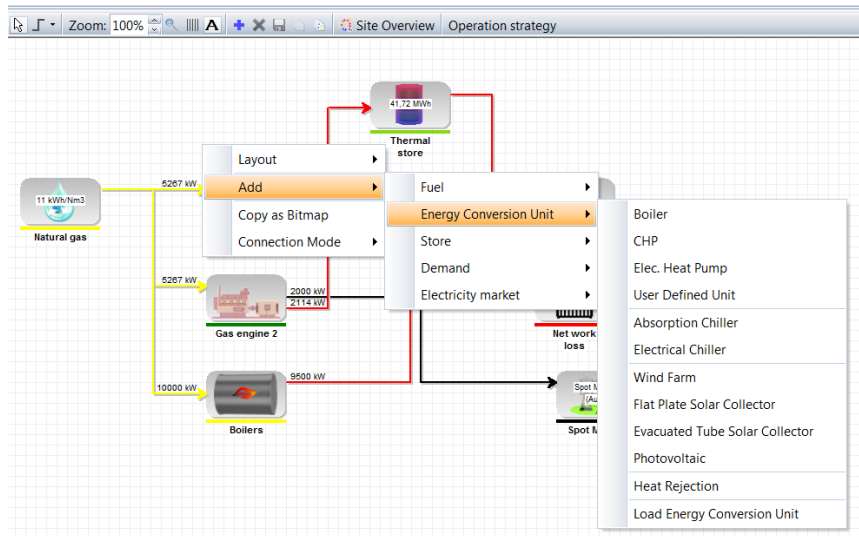 Zoom: 100% A Site Overview Operation strategy
41,72 MWh
Thermal
store
11 kWh/Nm3
Natural gas
5267 kW
Layout
Add
Copy as Bitmap
Connection Mode
Fuel
Energy Conversion Unit
Store
Demand
Electricity market
Boiler
CHP
Elec. Heat Pump
User Defined Unit
Absorption Chiller
Electrical Chiller
Wind Farm
Flat Plate Solar Collector
Evacuated Tube Solar Collector
Photovoltaic
Heat Rejection
Load Energy Conversion Unit
5267 kW
2000 kW
2114 kW
Gas engine 2
Net work
loss
10000 kW
9500 kW
Boilers
Spot M
(Au
Spot